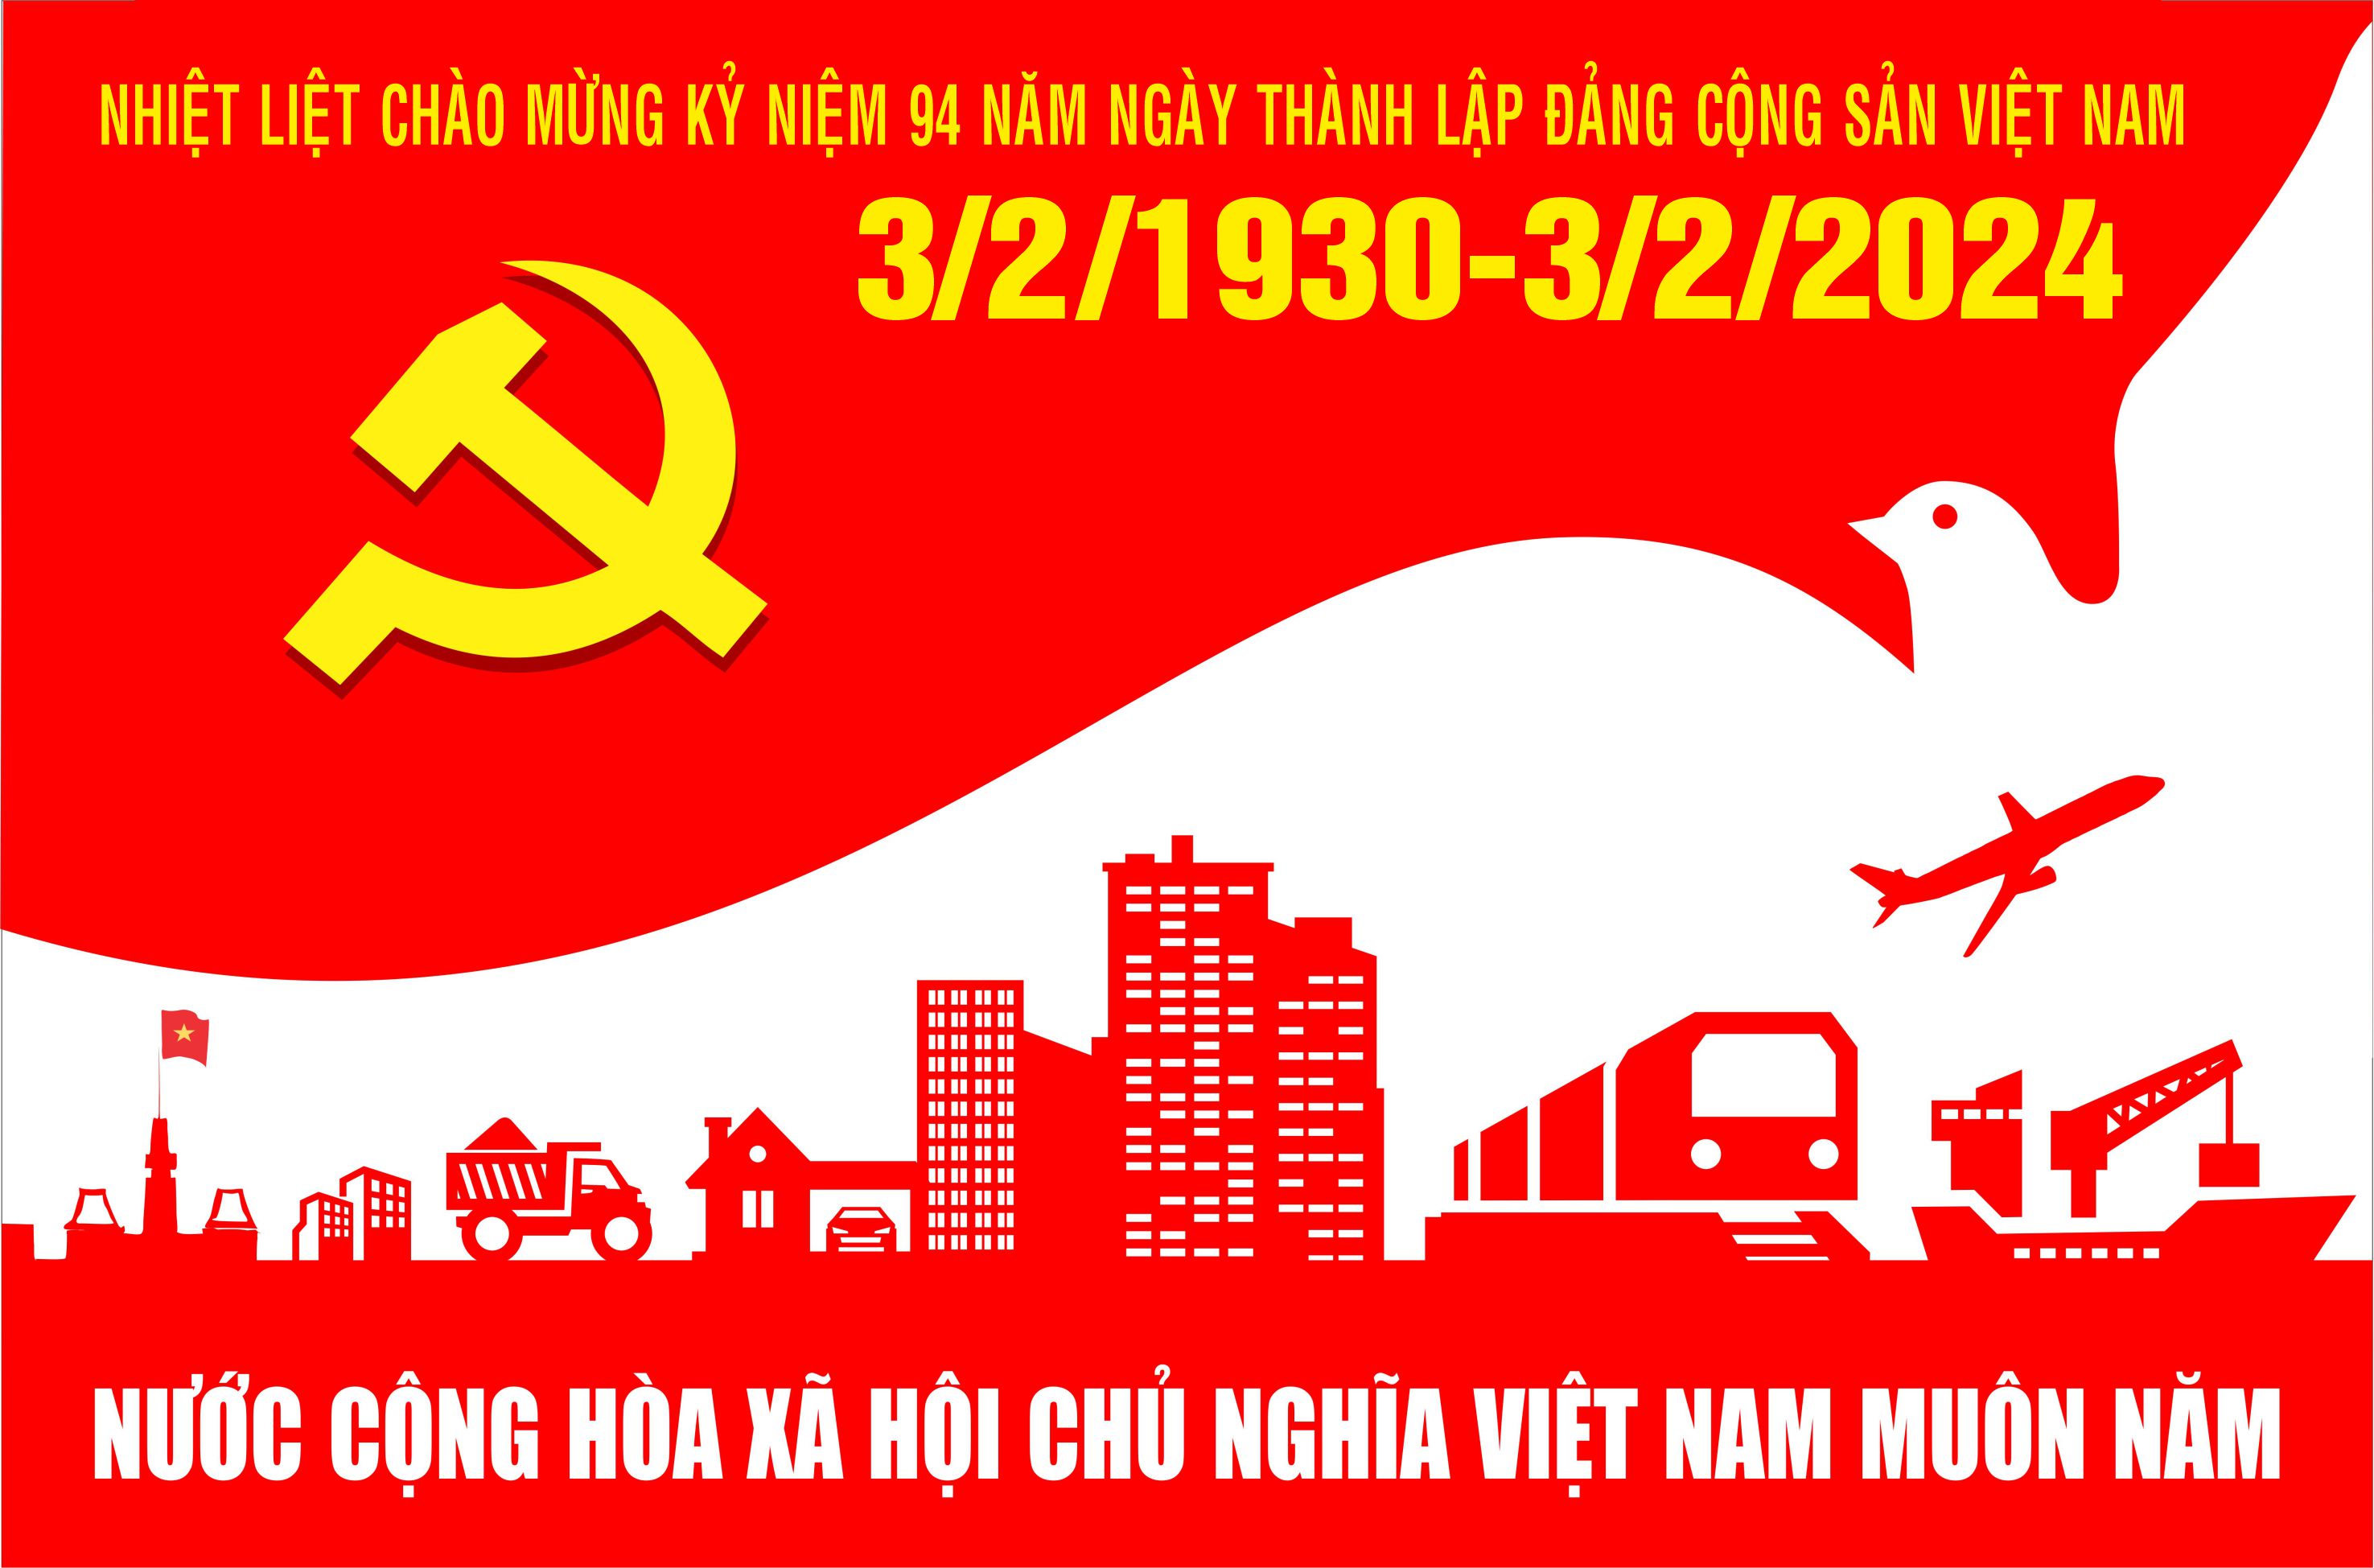 NHIỆT LIỆT CHÀO MỪNG KỶ NIỆM 94 NĂM NGÀY THÀNH LẬP ĐẢNG CỘNG SẢN VIỆT NAM
3/2/1930-3/2/2024
NƯỚC CỘNG HÒA XÃ HỘI CHỦ NGHĨA VIỆT NAM MUÔN NĂM